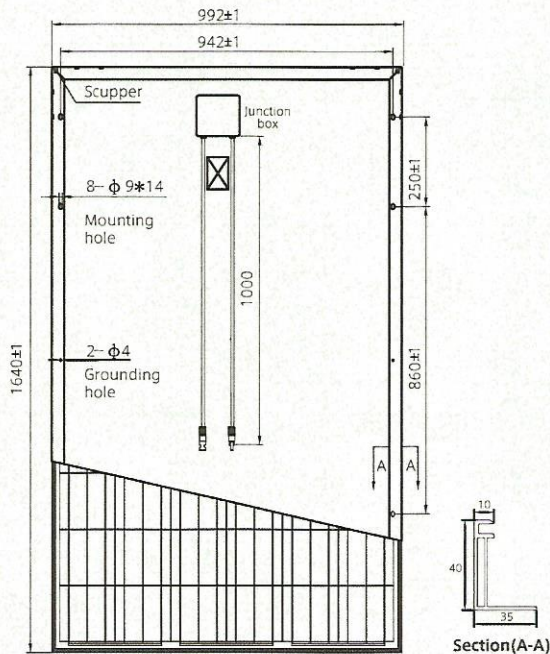 992±1
942±1
Scupper
Junction
box
8-ϕ9*14
Mounting
hole
250±1
1000
1640±1
2-ϕ4
Grounding
hole
860±1
A A
10
40
35
Section(A-A)